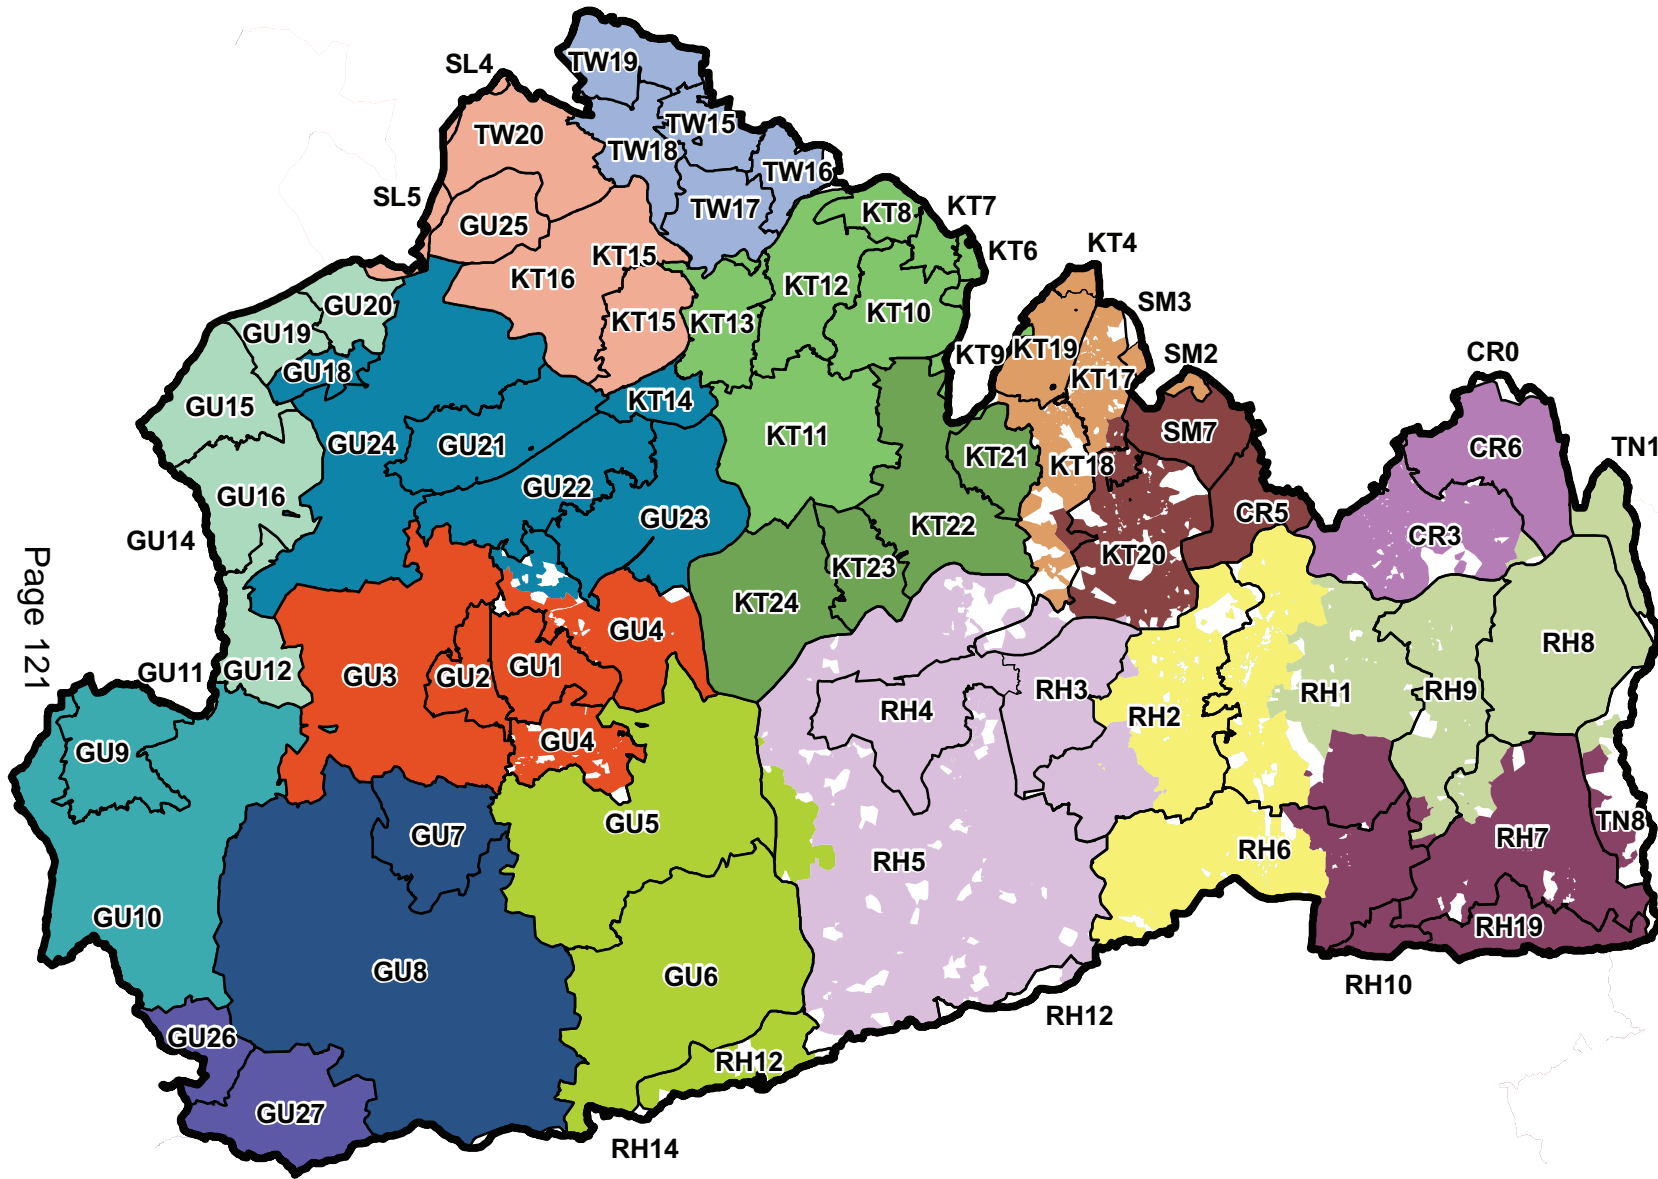 TW19
SL4
TW15
TW20
TW18
TW16
SL5
TW17
KT7
KT8
GU25
KT4
KT6
KT15
KT16
KT12
SM3
GU20
KT10
KT15
KT13
GU19
KT9
KT19
SM2
CR0
GU18
KT17
KT14
GU15
KT11
SM7
GU24
GU21
CR6
TN1
KT21
KT18
GU22
GU16
CR5
GU23
KT22
CR3
GU14
KT20
KT23
Page 121
KT24
GU4
RH8
GU11
GU12
GU3
GU2
GU1
RH3
RH1
RH9
RH4
RH2
GU4
GU9
GU5
TN8
GU7
RH7
RH6
RH5
GU10
RH19
GU8
GU6
RH10
RH12
GU26
RH12
GU27
RH14